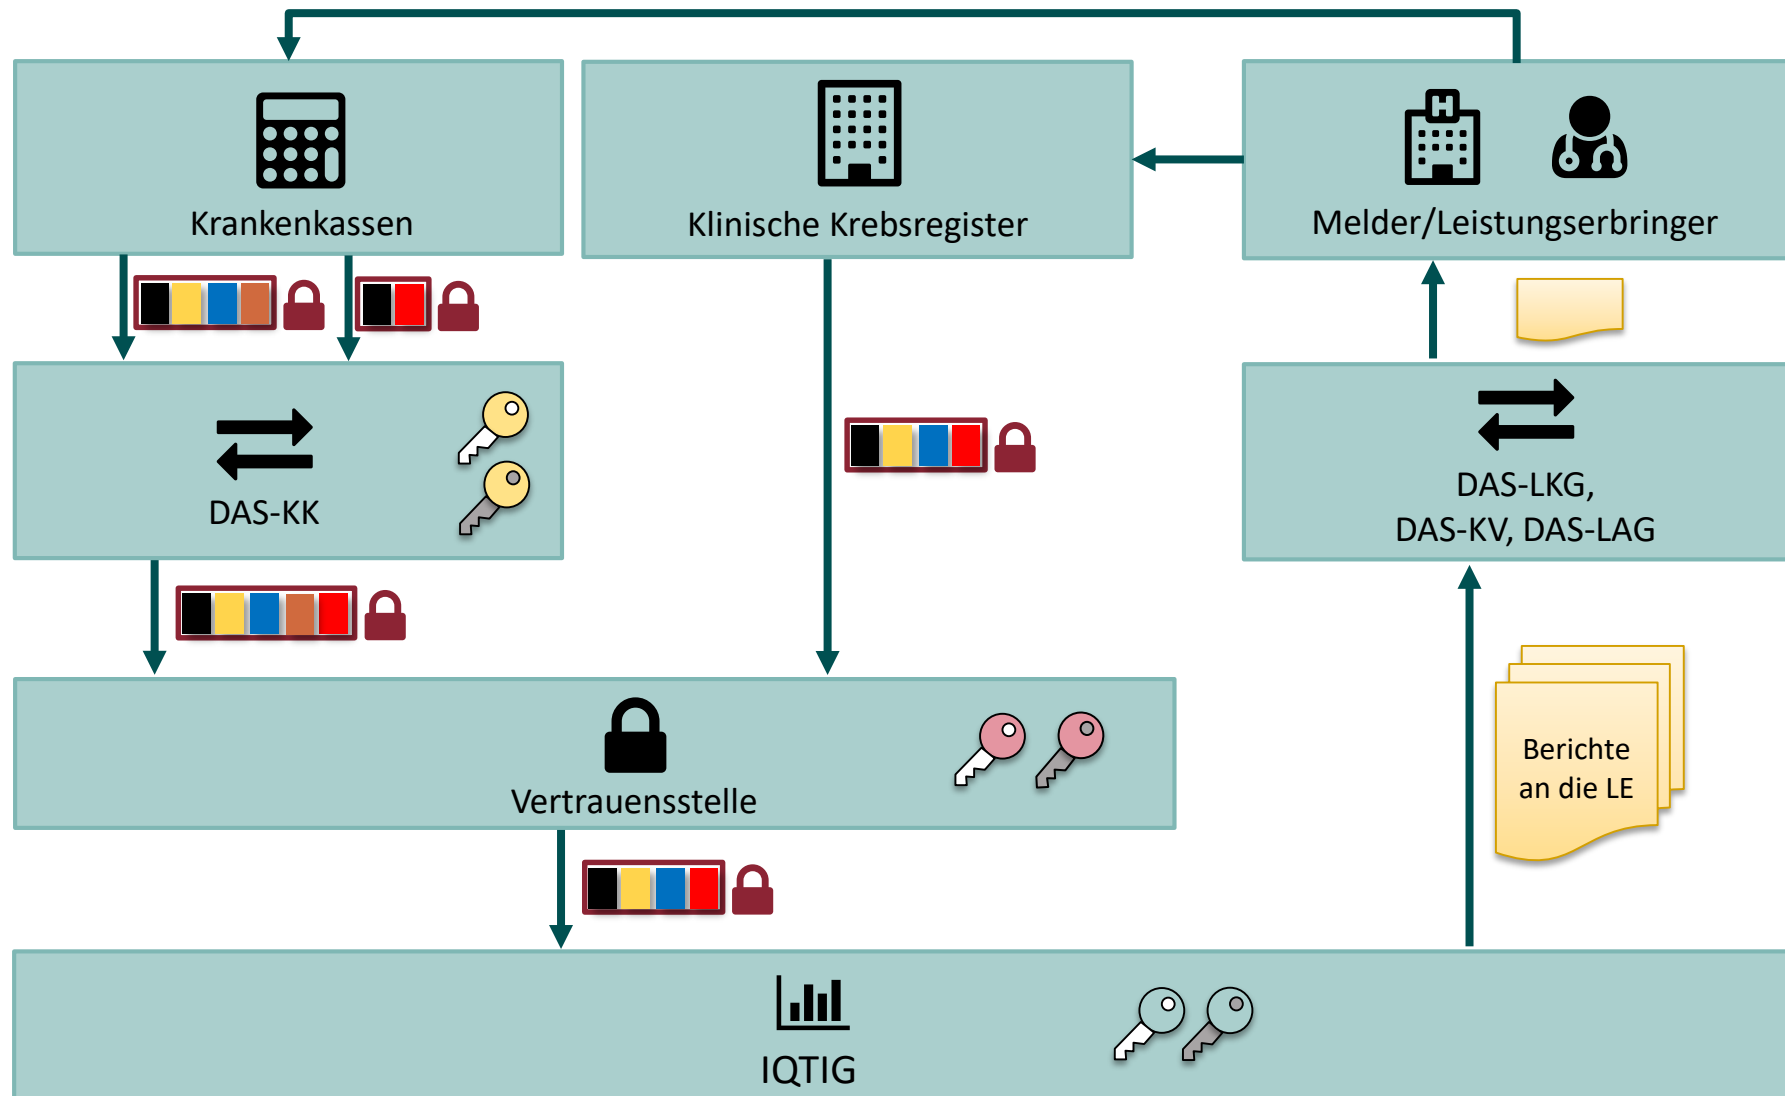 Krankenkassen
Klinische Krebsregister
H
Melder/Leistungserbringer
DAS-KK
DAS-LKG,
DAS-KV, DAS-LAG
Berichte
an die LE
Vertrauensstelle
IQTIG